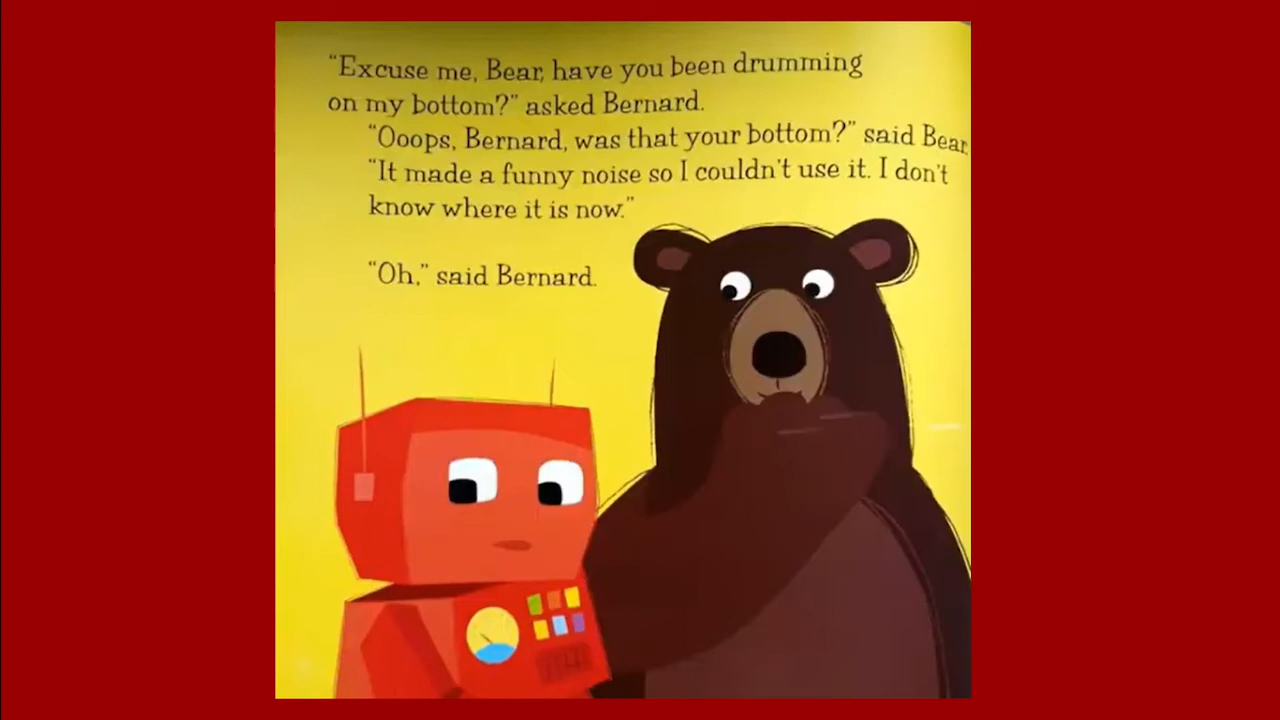 “Excuse me, Bear, have you been drumming
on my bottom?” asked Bernard.
“Ooops, Bernard, was that your bottom?” said Bear.
“It made a funny noise so I couldn't use it. I don't
know where it is now.”
“Oh,” said Bernard.